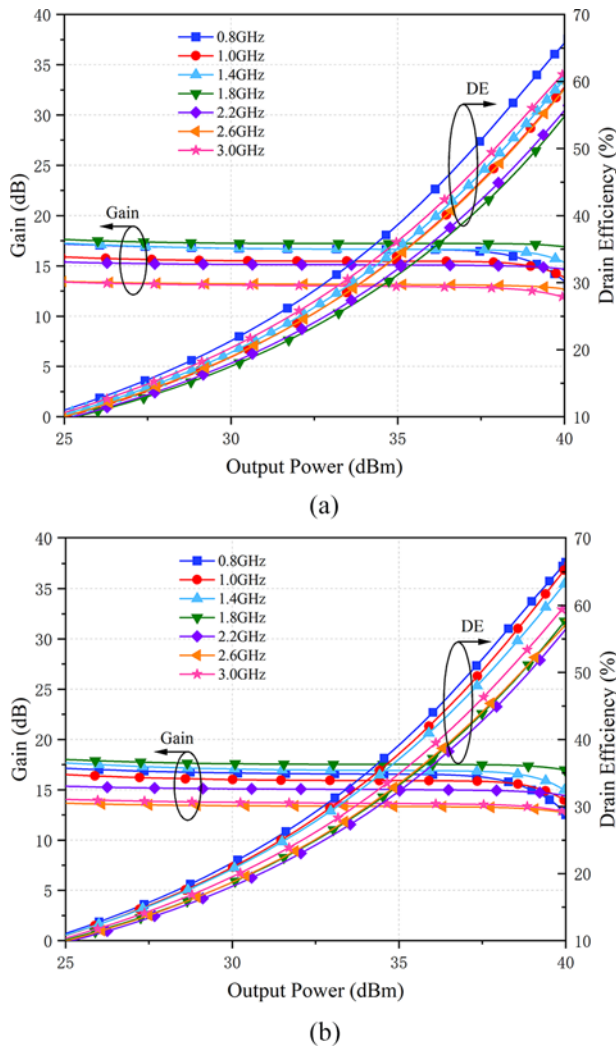 40
35
30
25
20
15
10
5
0
Gain (dB)
0.8GHz
1.0GHz
1.4GHz
1.8GHz
2.2GHz
2.6GHz
3.0GHz
DE
Gain
70
60
50
40
30
20
10
Drain Efficiency (%)
25 30 35 40
Output Power (dBm)
(a)
40
35
30
25
20
15
10
5
0
Gain (dB)
0.8GHz
1.0GHz
1.4GHz
1.8GHz
2.2GHz
2.6GHz
3.0GHz
DE
Gain
70
60
50
40
30
20
10
Drain Efficiency (%)
25 30 35 40
Output Power (dBm)
(b)